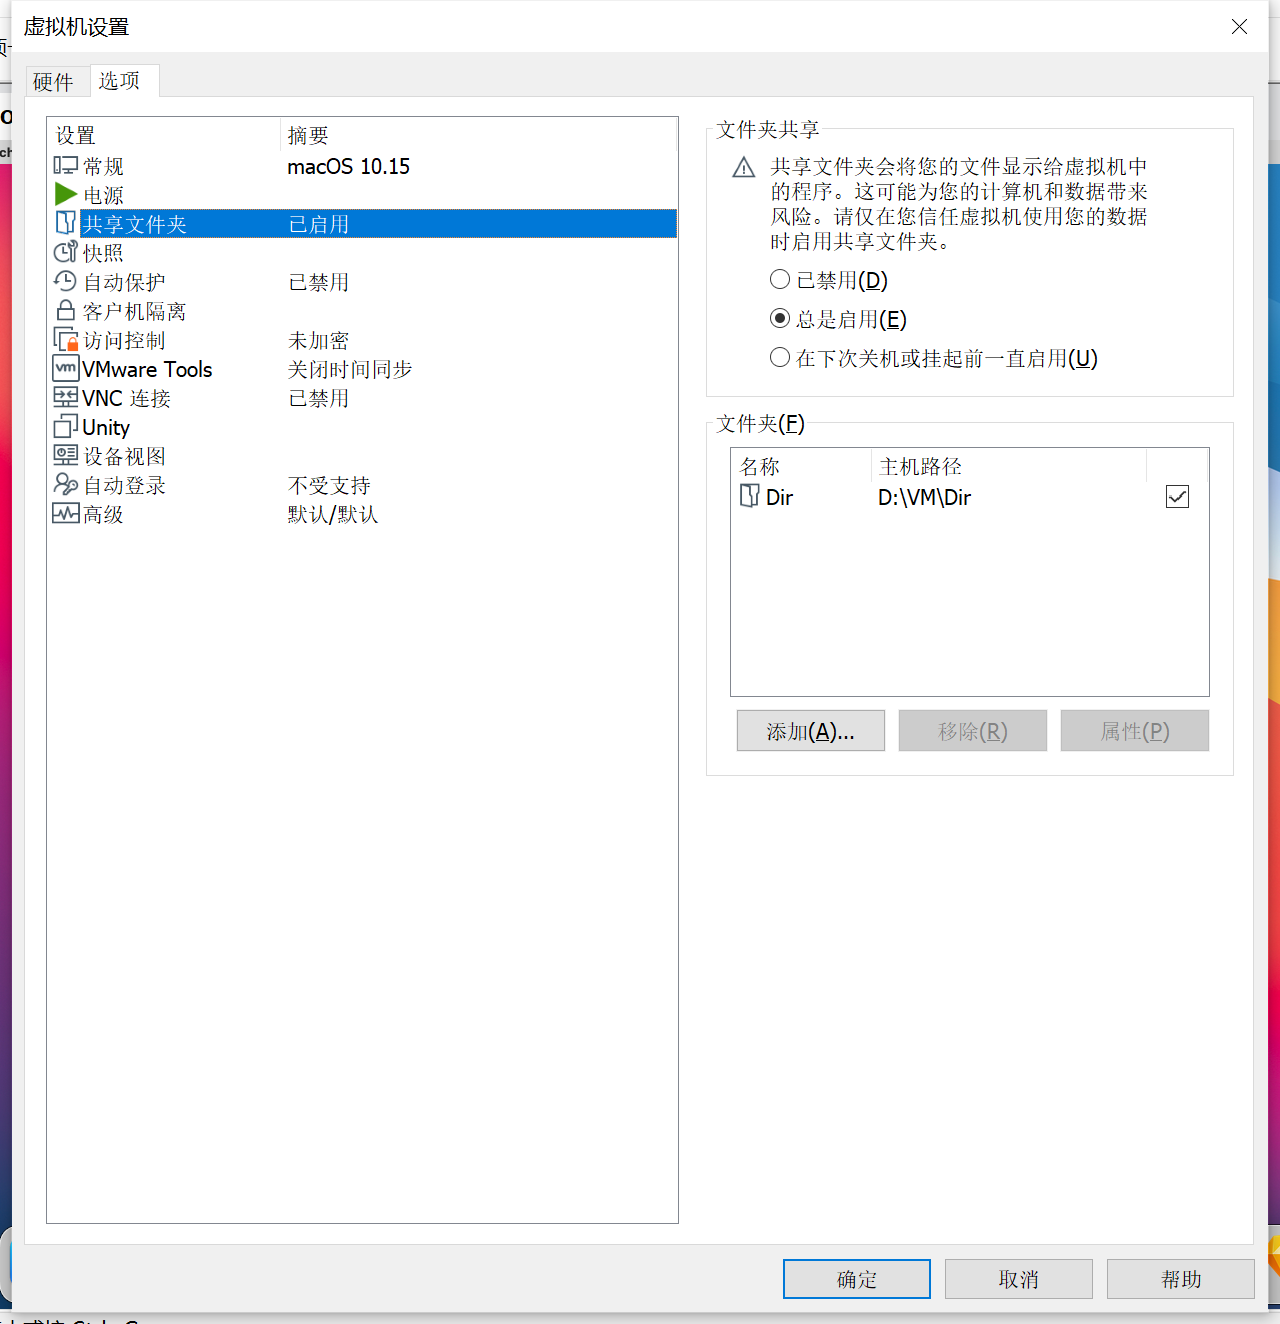 虚拟机设置
硬件
选项
设置 摘要
常规 macOS 10.15
电源
共享文件夹 已启用
快照
自动保护 已禁用
客户机隔离
访问控制 未加密
VMware Tools 关闭时间同步
VNC 连接 已禁用
Unity
设备视图
自动登录 不受支持
高级 默认/默认
文件夹共享
共享文件夹会将您的文件显示给虚拟机中
的程序。这可能为您的计算机和数据带来
风险。请仅在您信任虚拟机使用您的数据
时启用共享文件夹。
已禁用(D)
总是启用(E)
在下次关机或挂起前一直启用(U)
文件夹(F)
名称 主机路径
Dir D:\VM\Dir
添加(A)...
移除(R)
属性(P)
确定
取消
帮助